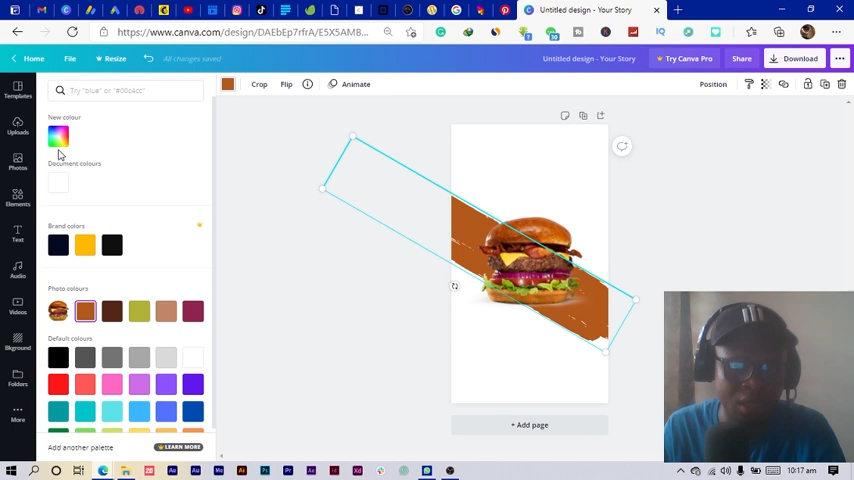 Untitled design - Your Story
https://www.canva.com/design/DAEbEp7rfrA/E5X5AMB...
Home
File
Resize
All changes saved
Untitled design - Your Story
Try Canva Pro
Share
Download
Templates
Uploads
Photos
Elements
Text
Audio
Videos
Bkground
Folders
More
Try "blue" or "#00c4cc"
New colour
Document colours
Brand colors
Photo colours
Default colours
Add another palette
LEARN MORE
Crop
Flip
Animate
Position
+ Add page
10:17 am